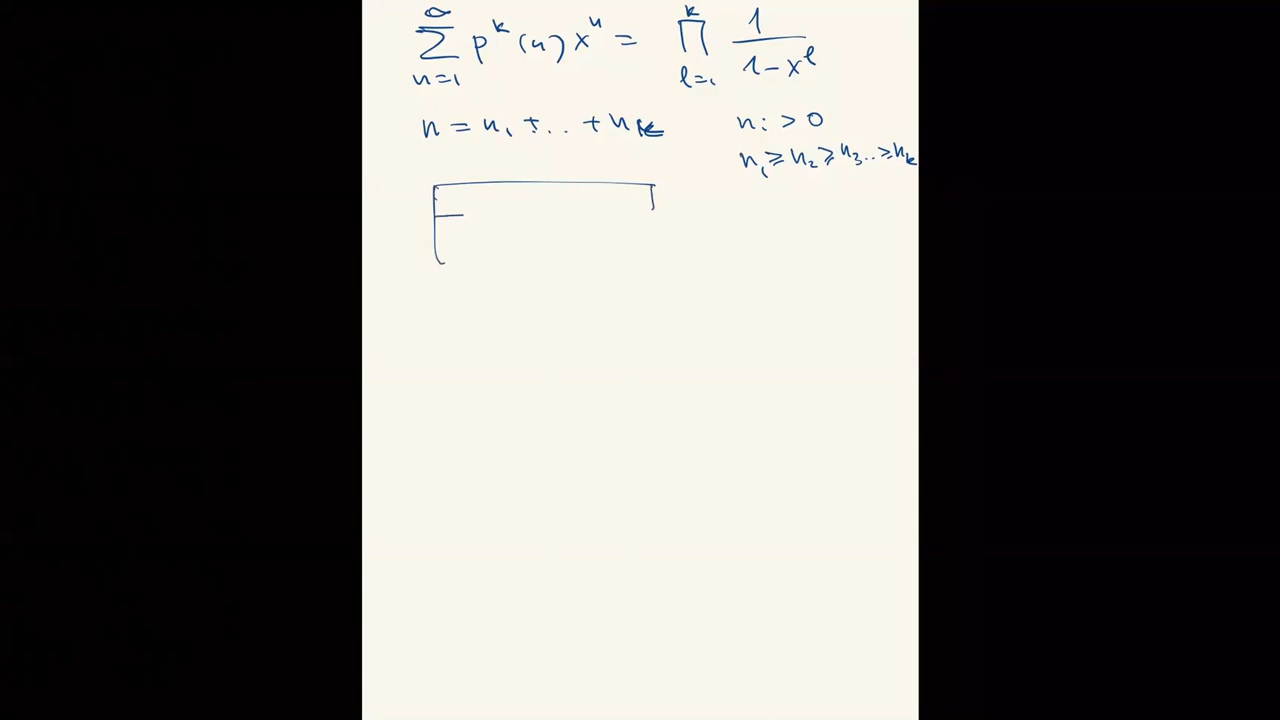 ∞ Σ n=1 p^k (n) x^n = k ∏ l=1 1/(1-x^l)
n = n_1 + .. + n_k n_i > 0
n_1 ≥ n_2 ≥ n_3 .. ≥ n_k